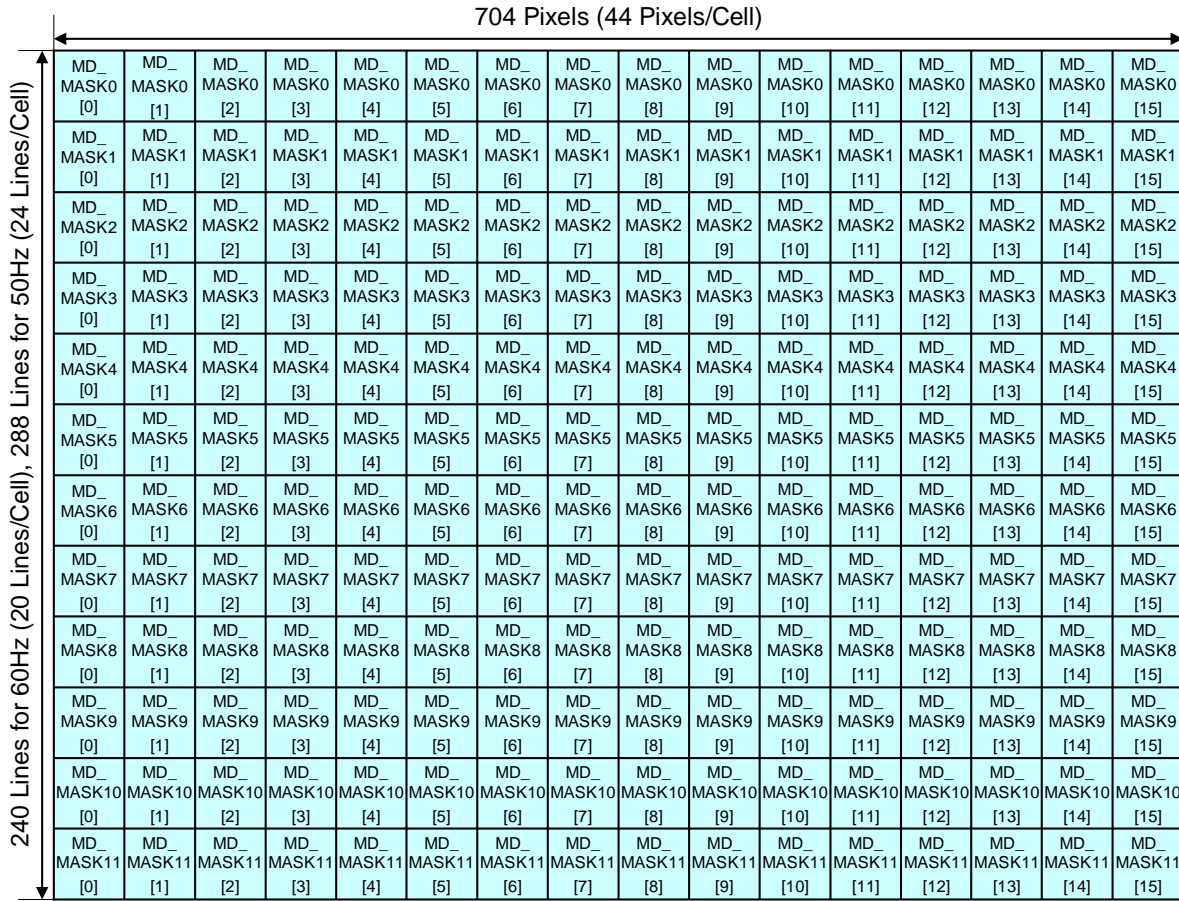 704 Pixels (44 Pixels/Cell)
240 Lines for 60Hz (20 Lines/Cell), 288 Lines for 50Hz (24 Lines/Cell)
MD_ MD_ MD_ MD_ MD_ MD_ MD_ MD_ MD_ MD_ MD_ MD_ MD_ MD_ MD_ MD_
MASK0 MASK0 MASK0 MASK0 MASK0 MASK0 MASK0 MASK0 MASK0 MASK0 MASK0 MASK0 MASK0 MASK0 MASK0 MASK0
[0] [1] [2] [3] [4] [5] [6] [7] [8] [9] [10] [11] [12] [13] [14] [15]
MD_ MD_ MD_ MD_ MD_ MD_ MD_ MD_ MD_ MD_ MD_ MD_ MD_ MD_ MD_ MD_
MASK1 MASK1 MASK1 MASK1 MASK1 MASK1 MASK1 MASK1 MASK1 MASK1 MASK1 MASK1 MASK1 MASK1 MASK1 MASK1
[0] [1] [2] [3] [4] [5] [6] [7] [8] [9] [10] [11] [12] [13] [14] [15]
MD_ MD_ MD_ MD_ MD_ MD_ MD_ MD_ MD_ MD_ MD_ MD_ MD_ MD_ MD_ MD_
MASK2 MASK2 MASK2 MASK2 MASK2 MASK2 MASK2 MASK2 MASK2 MASK2 MASK2 MASK2 MASK2 MASK2 MASK2 MASK2
[0] [1] [2] [3] [4] [5] [6] [7] [8] [9] [10] [11] [12] [13] [14] [15]
MD_ MD_ MD_ MD_ MD_ MD_ MD_ MD_ MD_ MD_ MD_ MD_ MD_ MD_ MD_ MD_
MASK3 MASK3 MASK3 MASK3 MASK3 MASK3 MASK3 MASK3 MASK3 MASK3 MASK3 MASK3 MASK3 MASK3 MASK3 MASK3
[0] [1] [2] [3] [4] [5] [6] [7] [8] [9] [10] [11] [12] [13] [14] [15]
MD_ MD_ MD_ MD_ MD_ MD_ MD_ MD_ MD_ MD_ MD_ MD_ MD_ MD_ MD_ MD_
MASK4 MASK4 MASK4 MASK4 MASK4 MASK4 MASK4 MASK4 MASK4 MASK4 MASK4 MASK4 MASK4 MASK4 MASK4 MASK4
[0] [1] [2] [3] [4] [5] [6] [7] [8] [9] [10] [11] [12] [13] [14] [15]
MD_ MD_ MD_ MD_ MD_ MD_ MD_ MD_ MD_ MD_ MD_ MD_ MD_ MD_ MD_ MD_
MASK5 MASK5 MASK5 MASK5 MASK5 MASK5 MASK5 MASK5 MASK5 MASK5 MASK5 MASK5 MASK5 MASK5 MASK5 MASK5
[0] [1] [2] [3] [4] [5] [6] [7] [8] [9] [10] [11] [12] [13] [14] [15]
MD_ MD_ MD_ MD_ MD_ MD_ MD_ MD_ MD_ MD_ MD_ MD_ MD_ MD_ MD_ MD_
MASK6 MASK6 MASK6 MASK6 MASK6 MASK6 MASK6 MASK6 MASK6 MASK6 MASK6 MASK6 MASK6 MASK6 MASK6 MASK6
[0] [1] [2] [3] [4] [5] [6] [7] [8] [9] [10] [11] [12] [13] [14] [15]
MD_ MD_ MD_ MD_ MD_ MD_ MD_ MD_ MD_ MD_ MD_ MD_ MD_ MD_ MD_ MD_
MASK7 MASK7 MASK7 MASK7 MASK7 MASK7 MASK7 MASK7 MASK7 MASK7 MASK7 MASK7 MASK7 MASK7 MASK7 MASK7
[0] [1] [2] [3] [4] [5] [6] [7] [8] [9] [10] [11] [12] [13] [14] [15]
MD_ MD_ MD_ MD_ MD_ MD_ MD_ MD_ MD_ MD_ MD_ MD_ MD_ MD_ MD_ MD_
MASK8 MASK8 MASK8 MASK8 MASK8 MASK8 MASK8 MASK8 MASK8 MASK8 MASK8 MASK8 MASK8 MASK8 MASK8 MASK8
[0] [1] [2] [3] [4] [5] [6] [7] [8] [9] [10] [11] [12] [13] [14] [15]
MD_ MD_ MD_ MD_ MD_ MD_ MD_ MD_ MD_ MD_ MD_ MD_ MD_ MD_ MD_ MD_
MASK9 MASK9 MASK9 MASK9 MASK9 MASK9 MASK9 MASK9 MASK9 MASK9 MASK9 MASK9 MASK9 MASK9 MASK9 MASK9
[0] [1] [2] [3] [4] [5] [6] [7] [8] [9] [10] [11] [12] [13] [14] [15]
MD_ MD_ MD_ MD_ MD_ MD_ MD_ MD_ MD_ MD_ MD_ MD_ MD_ MD_ MD_ MD_
MASK10 MASK10 MASK10 MASK10 MASK10 MASK10 MASK10 MASK10 MASK10 MASK10 MASK10 MASK10 MASK10 MASK10 MASK10 MASK10
[0] [1] [2] [3] [4] [5] [6] [7] [8] [9] [10] [11] [12] [13] [14] [15]
MD_ MD_ MD_ MD_ MD_ MD_ MD_ MD_ MD_ MD_ MD_ MD_ MD_ MD_ MD_ MD_
MASK11 MASK11 MASK11 MASK11 MASK11 MASK11 MASK11 MASK11 MASK11 MASK11 MASK11 MASK11 MASK11 MASK11 MASK11 MASK11
[0] [1] [2] [3] [4] [5] [6] [7] [8] [9] [10] [11] [12] [13] [14] [15]